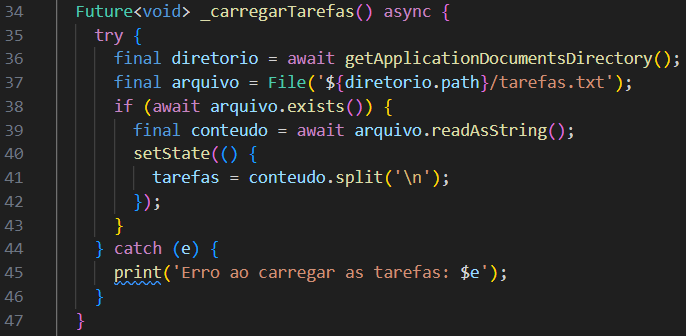 34 Future<void> _carregarTarefas() async {
35 try {
36 final diretorio = await getApplicationDocumentsDirectory();
37 final arquivo = File('${diretorio.path}/tarefas.txt');
38 if (await arquivo.exists()) {
39 final conteudo = await arquivo.readAsString();
40 setState(() {
41 tarefas = conteudo.split('\n');
42 });
43 }
44 } catch (e) {
45 print('Erro ao carregar as tarefas: $e');
46 }
47 }